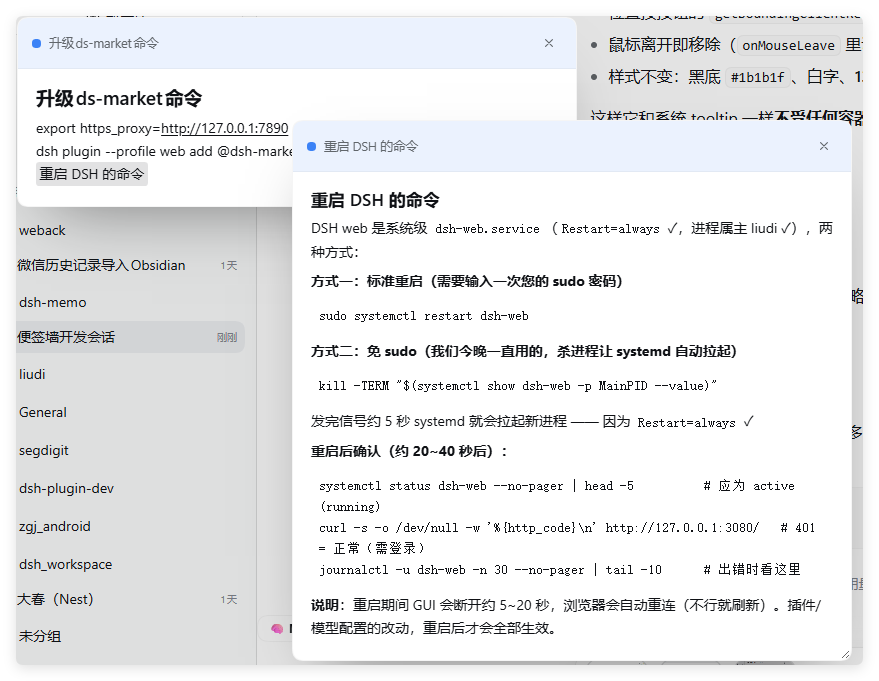 升级ds-market命令
×
升级ds-market命令
export https_proxy=http://127.0.0.1:7890
dsh plugin --profile web add @dsh-marke
重启 DSH 的命令
weback
微信历史记录导入Obsidian 1天
dsh-memo
便签墙开发会话 刚刚
liudi
General
segdigit
dsh-plugin-dev
zgj_android
dsh_workspace
大春（Nest） 1天
未分组
鼠标离开即移除（ onMouseLeave 里
样式不变：黑底 #1b1b1f 、白字、1
这样它和系统 tooltip 一样不受任何容器
重启 DSH 的命令
×
重启 DSH 的命令
DSH web 是系统级 dsh-web.service （ Restart=always ✓，进程属主 liudi ✓），两
种方式：
方式一：标准重启（需要输入一次您的 sudo 密码）
sudo systemctl restart dsh-web
方式二：免 sudo（我们今晚一直用的，杀进程让 systemd 自动拉起）
kill -TERM "$(systemctl show dsh-web -p MainPID --value)"
发完信号约 5 秒 systemd 就会拉起新进程 —— 因为 Restart=always ✓
重启后确认（约 20~40 秒后）：
systemctl status dsh-web --no-pager | head -5 # 应为 active
(running)
curl -s -o /dev/null -w '%{http_code}\n' http://127.0.0.1:3080/ # 401
= 正常（需登录）
journalctl -u dsh-web -n 30 --no-pager | tail -10 # 出错时看这里
说明：重启期间 GUI 会断开约 5~20 秒，浏览器会自动重连（不行就刷新）。插件/
模型配置的改动，重启后才会全部生效。
略
多